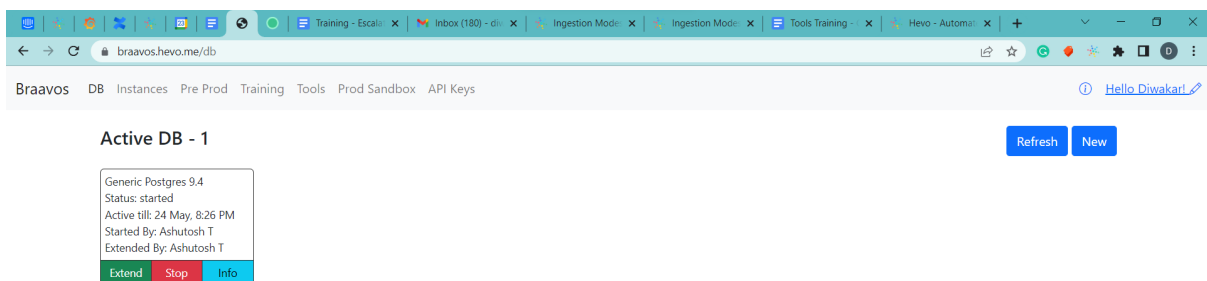 Training - Escala
Inbox (180) - div
Ingestion Mode
Ingestion Mode
Tools Training -
Hevo - Automat
braavos.hevo.me/db
D
Braavos DB Instances Pre Prod Training Tools Prod Sandbox API Keys
Hello Diwakar!
Active DB - 1
Refresh New
Generic Postgres 9.4
Status: started
Active till: 24 May, 8:26 PM
Started By: Ashutosh T
Extended By: Ashutosh T
Extend Stop Info